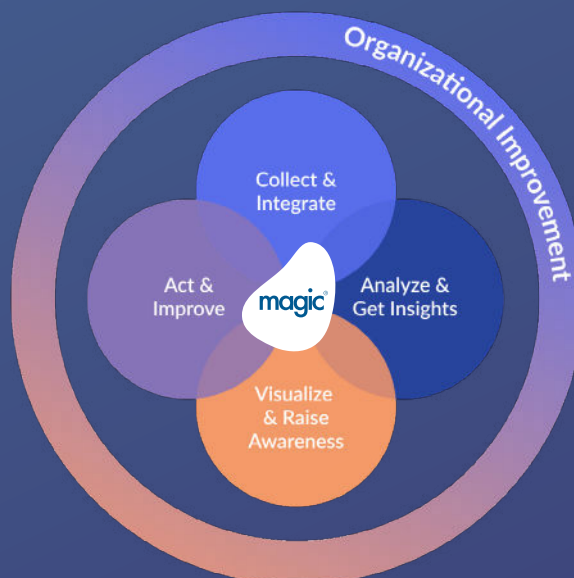 Organizational Improvement
Collect &
Integrate
Act &
Improve
magic®
Analyze &
Get Insights
Visualize
& Raise
Awareness